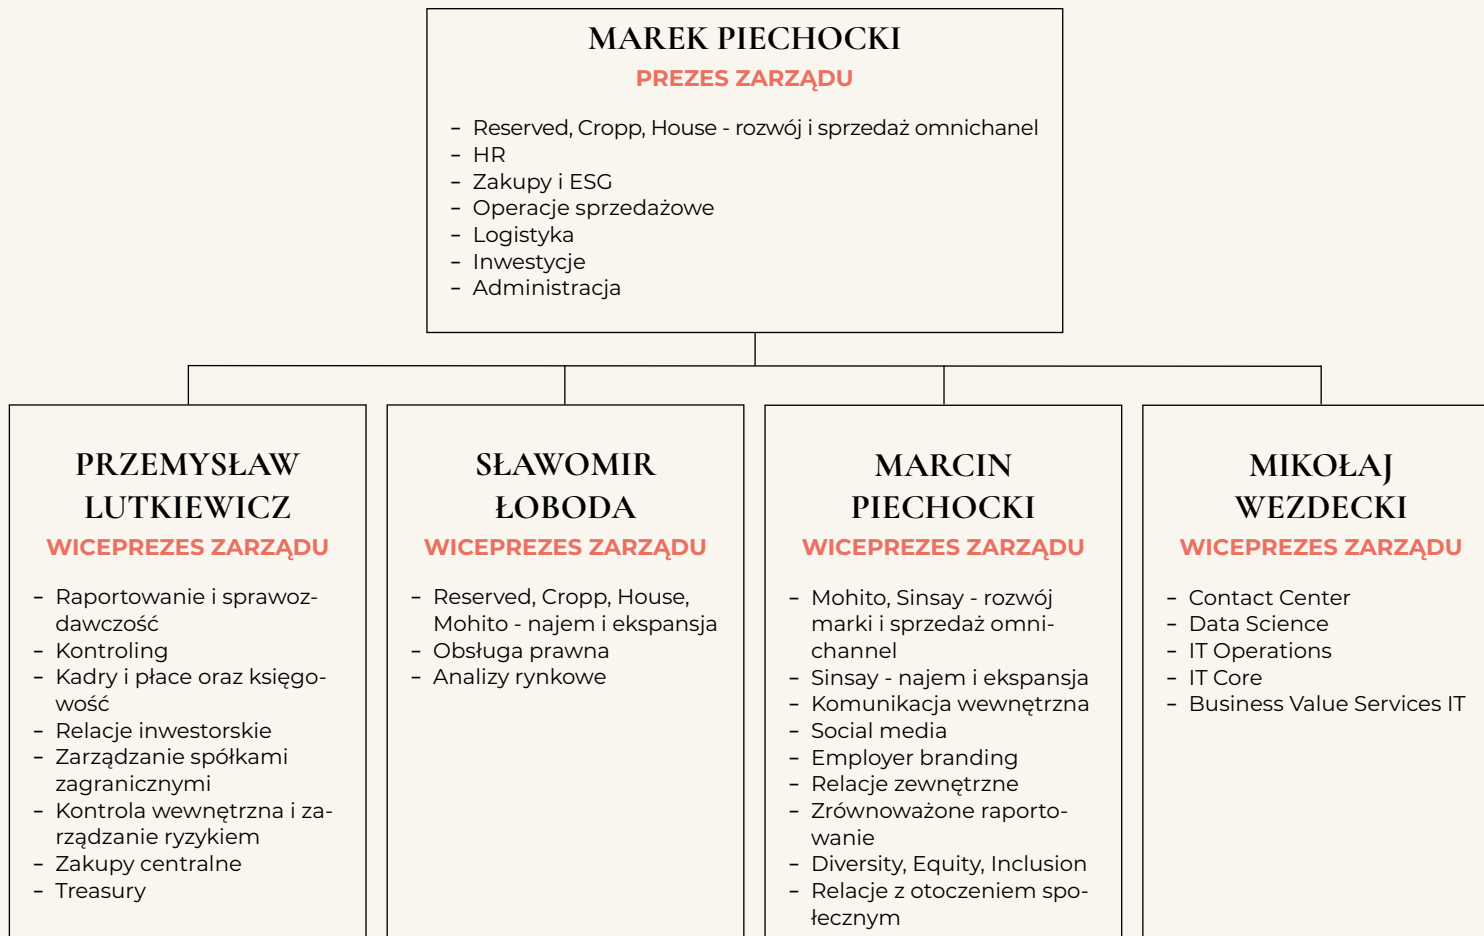 MAREK PIECHOCKI
PREZES ZARZĄDU
- Reserved, Cropp, House - rozwój i sprzedaż omnichanel
- HR
- Zakupy i ESG
- Operacje sprzedażowe
- Logistyka
- Inwestycje
- Administracja
PRZEMYSŁAW
LUTKIEWICZ
WICEPREZES ZARZĄDU
- Raportowanie i sprawoz-
dawczość
- Kontroling
- Kadry i płace oraz księgo-
wość
- Relacje inwestorskie
- Zarządzanie spółkami
zagranicznymi
- Kontrola wewnętrzna i za-
rządzanie ryzykiem
- Zakupy centralne
- Treasury
SŁAWOMIR
ŁOBODA
WICEPREZES ZARZĄDU
- Reserved, Cropp, House,
Mohito - najem i ekspansja
- Obsługa prawna
- Analizy rynkowe
MARCIN
PIECHOCKI
WICEPREZES ZARZĄDU
- Mohito, Sinsay - rozwój
marki i sprzedaż omni-
channel
- Sinsay - najem i ekspansja
- Komunikacja wewnętrzna
- Social media
- Employer branding
- Relacje zewnętrzne
- Zrównoważone raporto-
wanie
- Diversity, Equity, Inclusion
- Relacje z otoczeniem spo-
łecznym
MIKOŁAJ
WEZDECKI
WICEPREZES ZARZĄDU
- Contact Center
- Data Science
- IT Operations
- IT Core
- Business Value Services IT